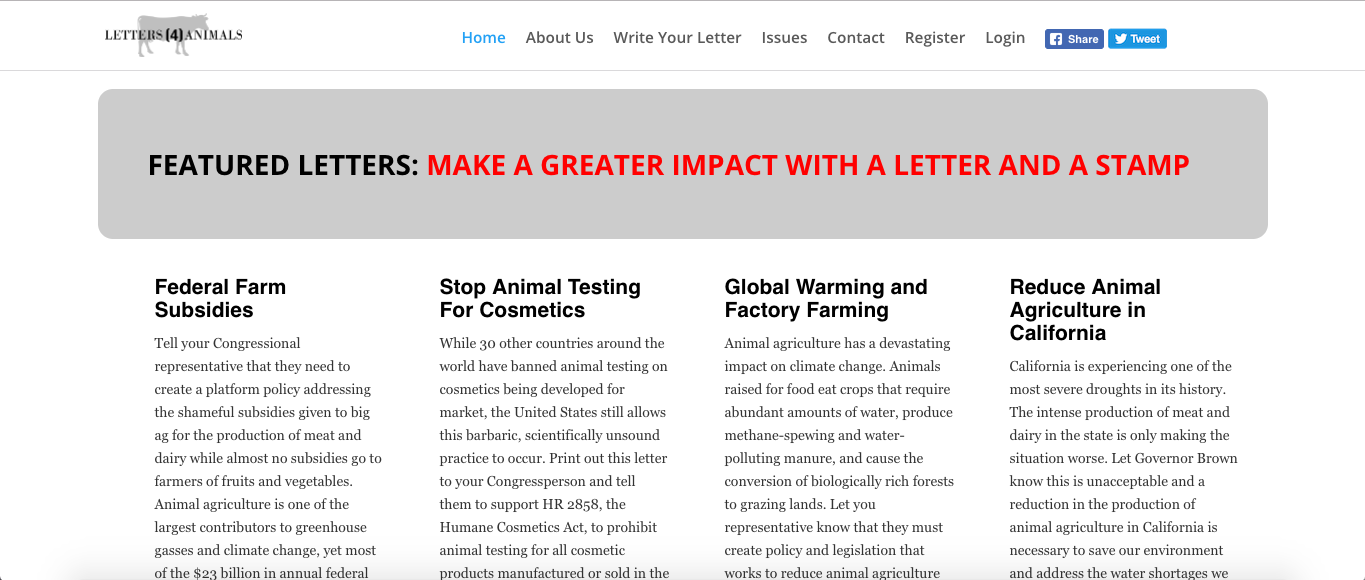 LETTERS (4) ANIMALS
Home About Us Write Your Letter Issues Contact Register Login Share Tweet
FEATURED LETTERS: MAKE A GREATER IMPACT WITH A LETTER AND A STAMP
Federal Farm
Subsidies
Tell your Congressional
representative that they need to
create a platform policy addressing
the shameful subsidies given to big
ag for the production of meat and
dairy while almost no subsidies go to
farmers of fruits and vegetables.
Animal agriculture is one of the
largest contributors to greenhouse
gasses and climate change, yet most
of the $23 billion in annual federal
Stop Animal Testing
For Cosmetics
While 30 other countries around the
world have banned animal testing on
cosmetics being developed for
market, the United States still allows
this barbaric, scientifically unsound
practice to occur. Print out this letter
to your Congressperson and tell
them to support HR 2858, the
Humane Cosmetics Act, to prohibit
animal testing for all cosmetic
products manufactured or sold in the
Global Warming and
Factory Farming
Animal agriculture has a devastating
impact on climate change. Animals
raised for food eat crops that require
abundant amounts of water, produce
methane-spewing and water-
polluting manure, and cause the
conversion of biologically rich forests
to grazing lands. Let you
representative know that they must
create policy and legislation that
works to reduce animal agriculture
Reduce Animal
Agriculture in
California
California is experiencing one of the
most severe droughts in its history.
The intense production of meat and
dairy in the state is only making the
situation worse. Let Governor Brown
know this is unacceptable and a
reduction in the production of
animal agriculture in California is
necessary to save our environment
and address the water shortages we